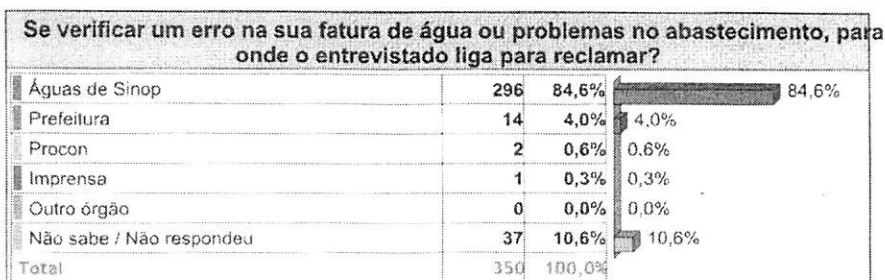 Se verificar um erro na sua fatura de água ou problemas no abastecimento, para
onde o entrevistado liga para reclamar?
Águas de Sinop 296 84,6% 84,6%
Prefeitura 14 4,0% 4,0%
Procon 2 0,6% 0,6%
Imprensa 1 0,3% 0,3%
Outro órgão 0 0,0% 0,0%
Não sabe / Não respondeu 37 10,6% 10,6%
Total 350 100,0%